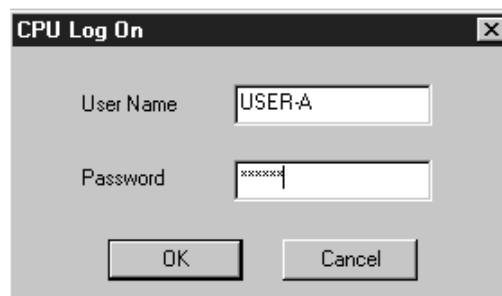 CPU Log On
User Name USER-A
Password ******
OK Cancel